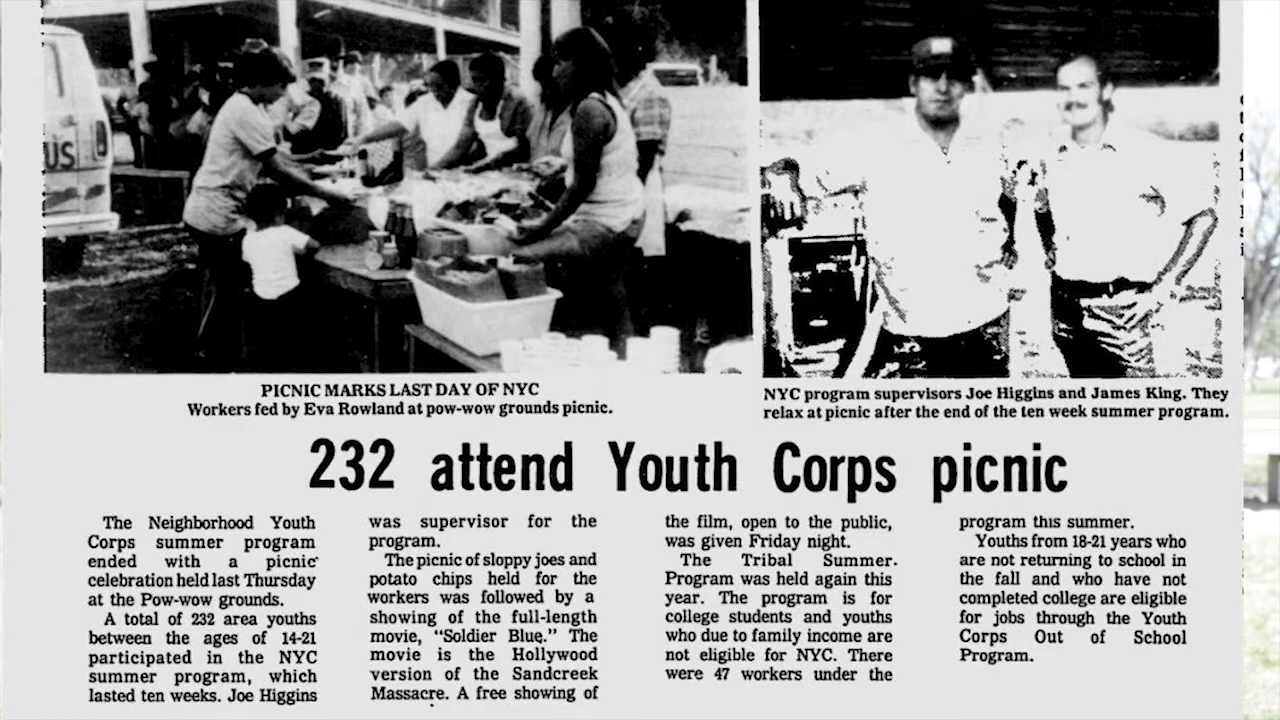 US
PICNIC MARKS LAST DAY OF NYC
Workers fed by Eva Rowland at pow-wow grounds picnic.
NYC program supervisors Joe Higgins and James King. They
relax at picnic after the end of the ten week summer program.
232 attend Youth Corps picnic
The Neighborhood Youth
Corps summer program
ended with a picnic
celebration held last Thursday
at the Pow-wow grounds.
A total of 232 area youths
between the ages of 14-21
participated in the NYC
summer program, which
lasted ten weeks. Joe Higgins
was supervisor for the
program.
The picnic of sloppy joes and
potato chips held for the
workers was followed by a
showing of the full-length
movie, “Soldier Blue.” The
movie is the Hollywood
version of the Sandcreek
Massacre. A free showing of
the film, open to the public,
was given Friday night.
The Tribal Summer.
Program was held again this
year. The program is for
college students and youths
who due to family income are
not eligible for NYC. There
were 47 workers under the
program this summer.
Youths from 18-21 years who
are not returning to school in
the fall and who have not
completed college are eligible
for jobs through the Youth
Corps Out of School
Program.